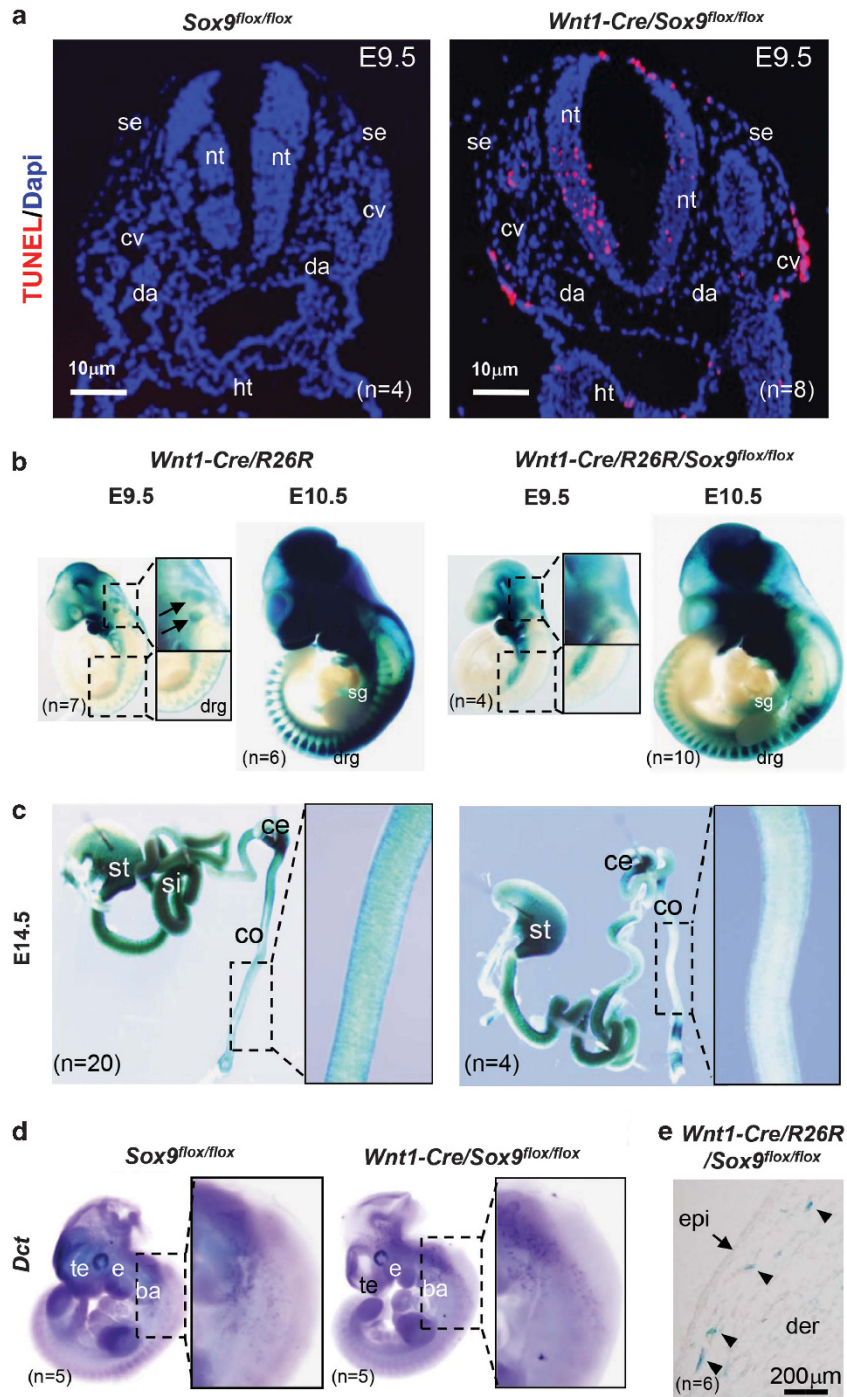 a
Sox9flox/flox
Wnt1-Cre/Sox9flox/flox
TUNEL/Dapi
E9.5
se
nt
nt
se
cv
cv
da
da
ht
10μm
(n=4)
E9.5
nt
se
se
nt
cv
cv
da
da
ht
10μm
(n=8)
b
Wnt1-Cre/R26R
Wnt1-Cre/R26R/Sox9flox/flox
E9.5
E10.5
E9.5
E10.5
(n=7)
drg
sg
(n=6)
drg
(n=4)
sg
(n=10)
drg
c
E14.5
st
si
ce
co
(n=20)
st
ce
co
(n=4)
d
Sox9flox/flox
Wnt1-Cre/Sox9flox/flox
Dct
te
e
ba
(n=5)
te
e
ba
(n=5)
e
Wnt1-Cre/R26R
/Sox9flox/flox
epi
der
200μm
(n=6)